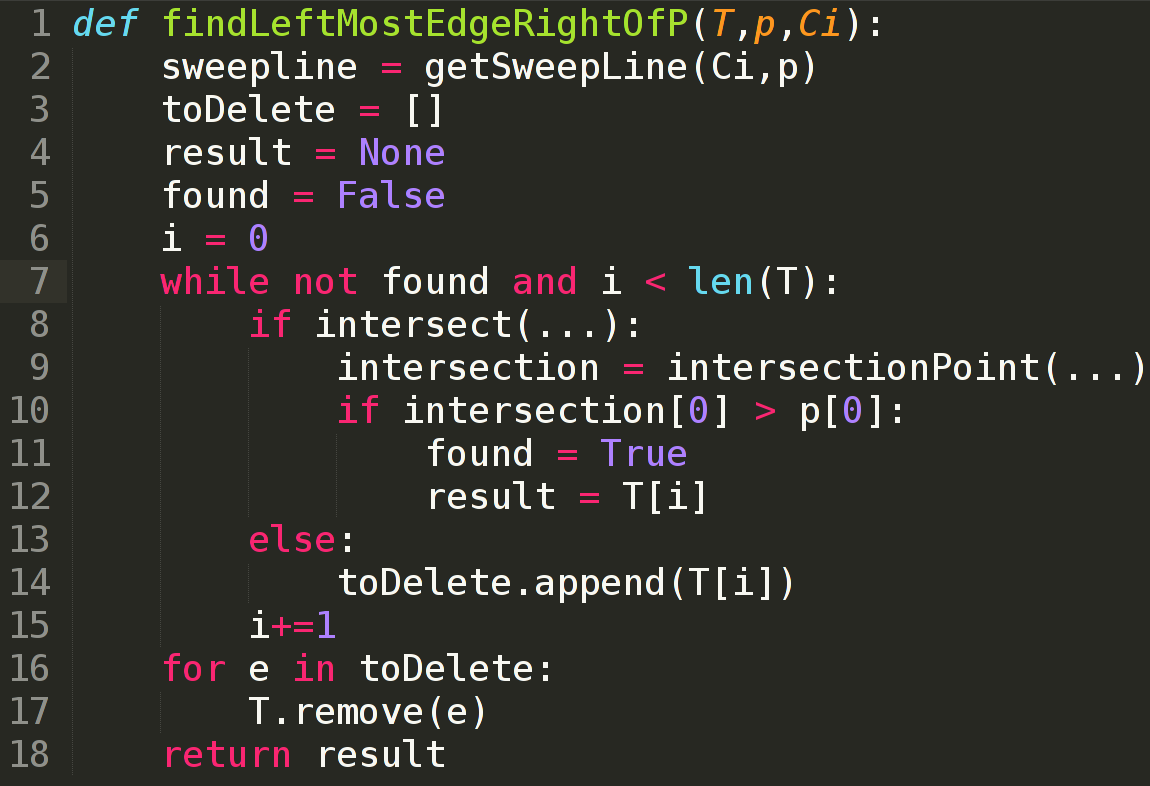 1 def findLeftMostEdgeRightOfP(T,p,Ci):
2     sweepline = getSweepLine(Ci,p)
3     toDelete = []
4     result = None
5     found = False
6     i = 0
7     while not found and i < len(T):
8         if intersect(...):
9             intersection = intersectionPoint(...)
10             if intersection[0] > p[0]:
11                 found = True
12                 result = T[i]
13         else:
14             toDelete.append(T[i])
15         i+=1
16     for e in toDelete:
17         T.remove(e)
18     return result